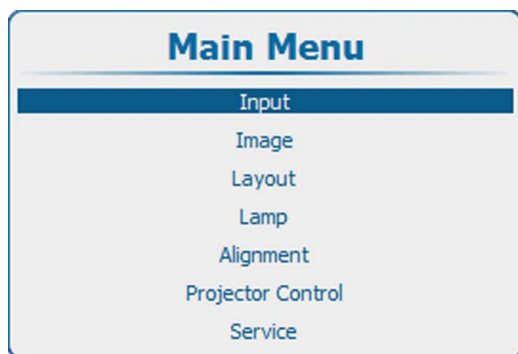 Main Menu
Input
Image
Layout
Lamp
Alignment
Projector Control
Service